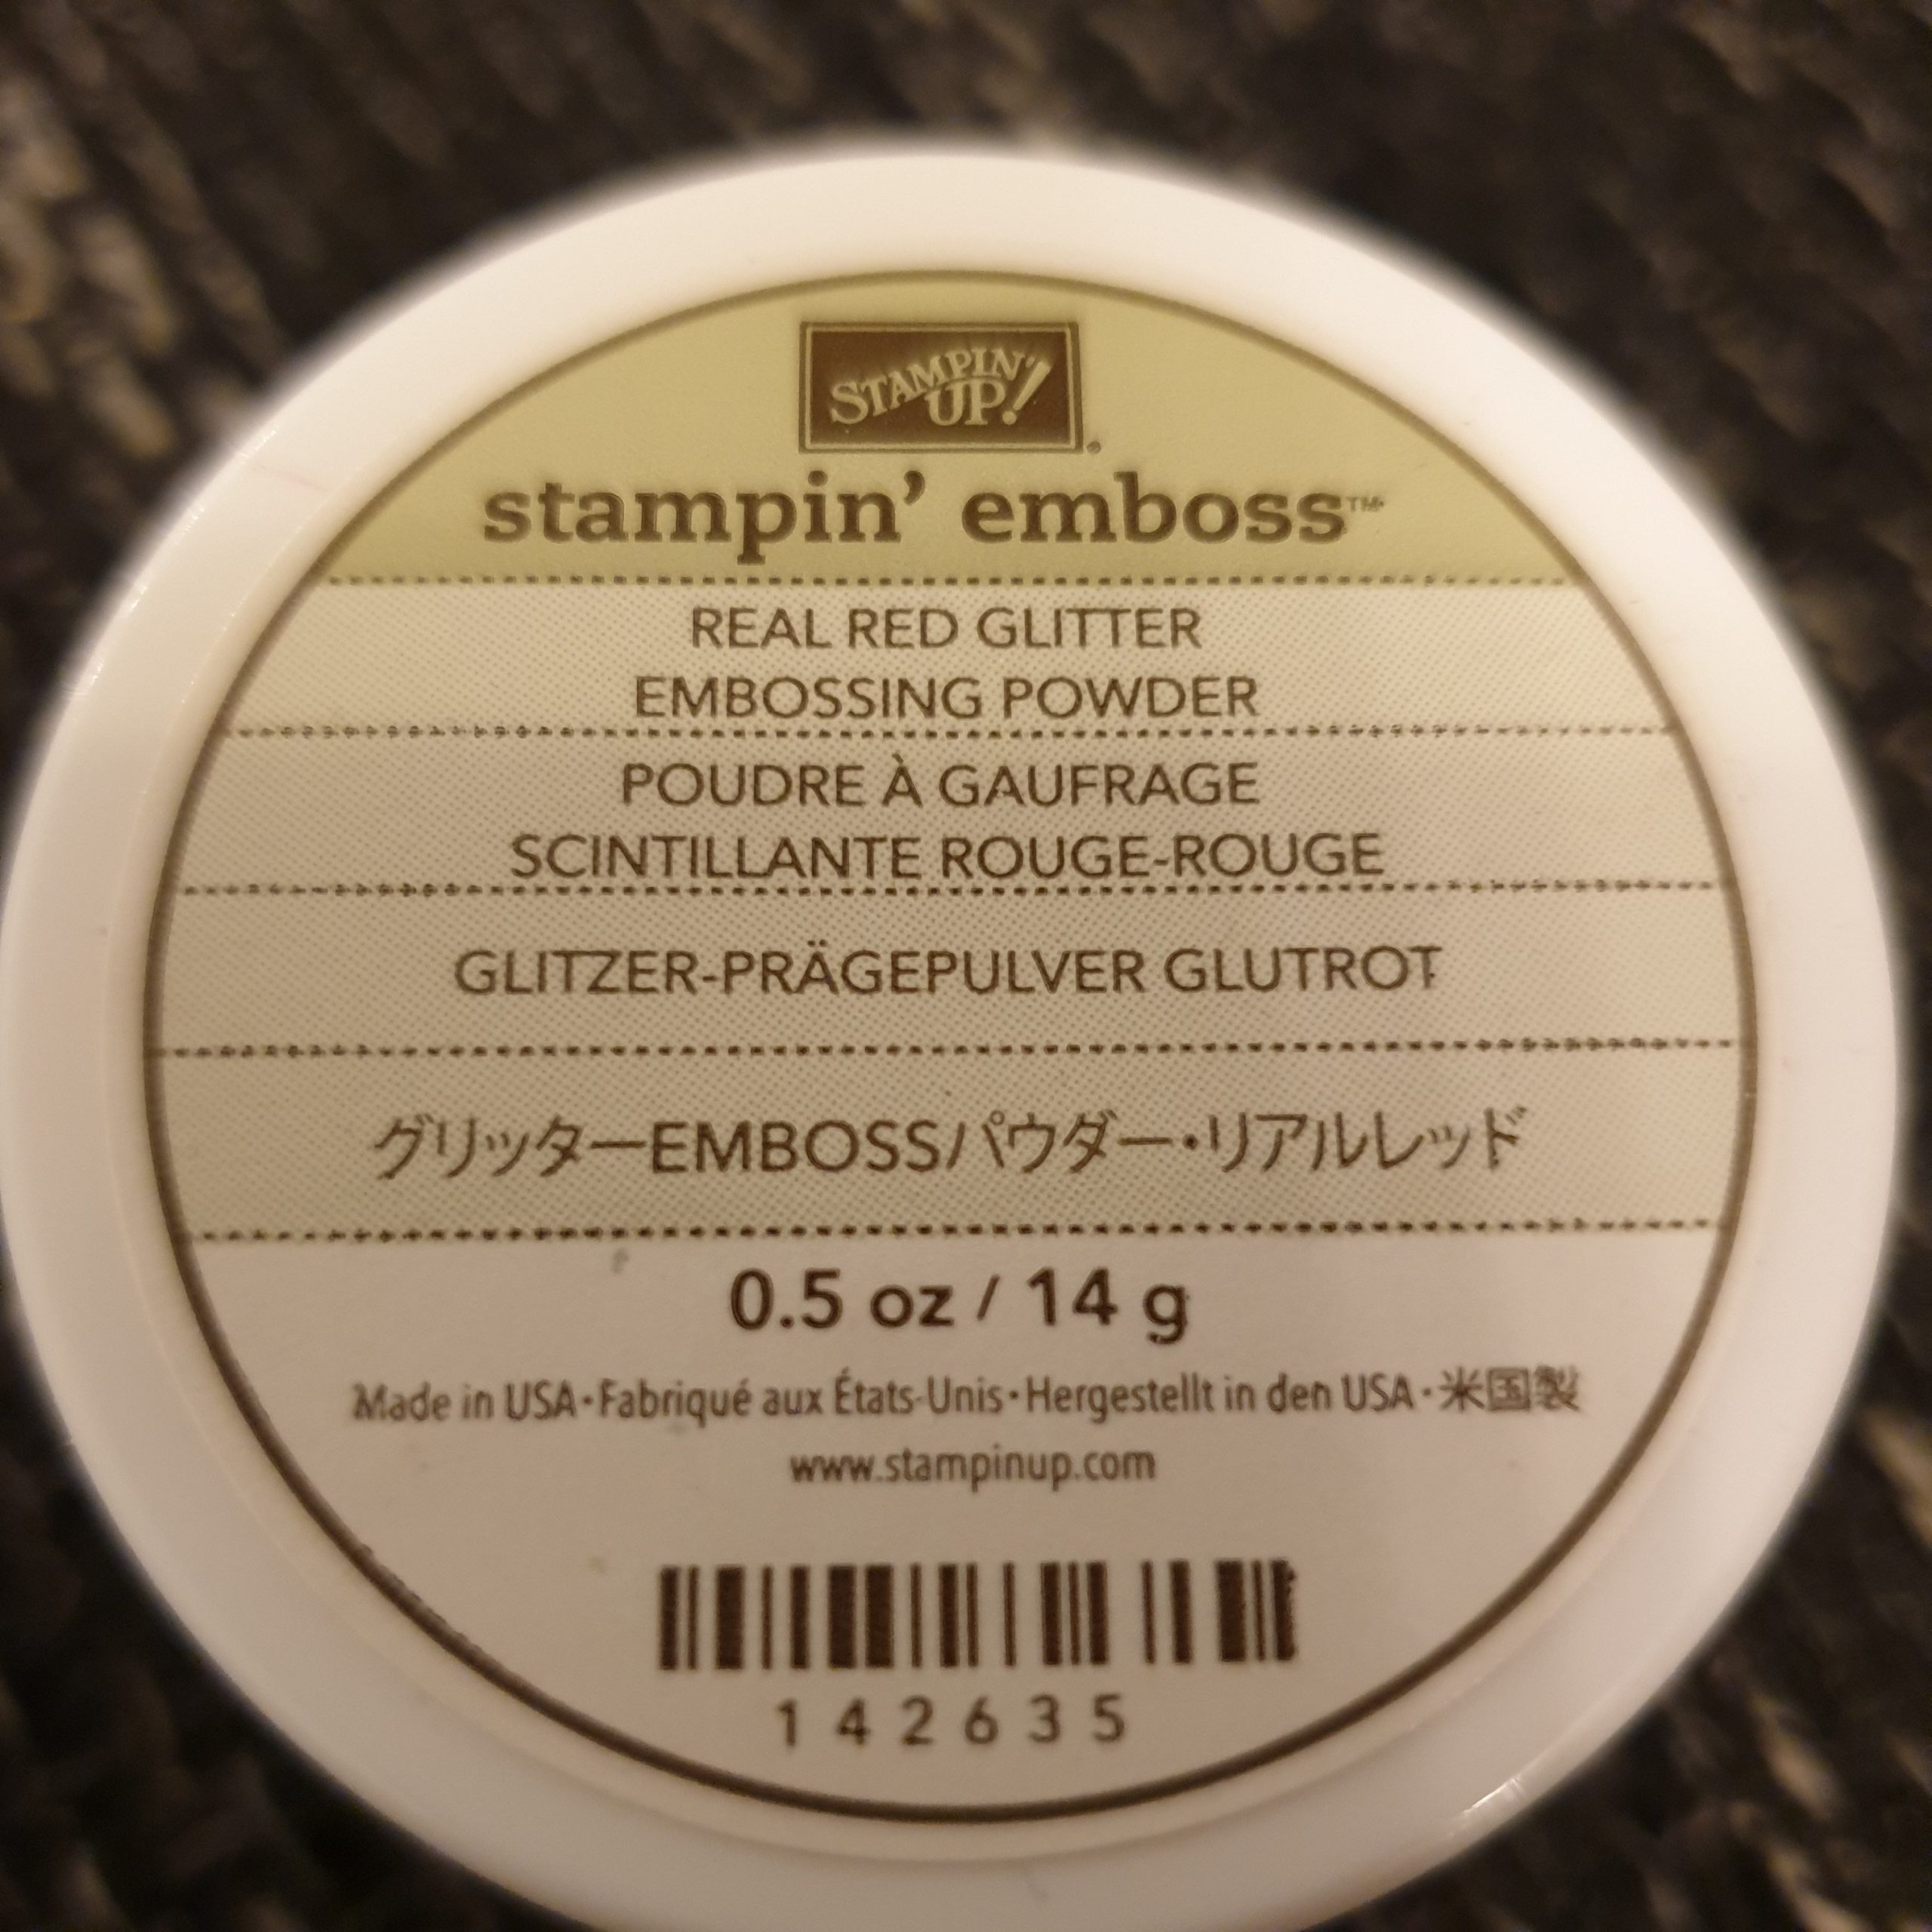 STAMPIN' UP!
stampin' emboss™
REAL RED GLITTER
EMBOSSING POWDER
POUDRE À GAUFRAGE
SCINTILLANTE ROUGE-ROUGE
GLITZER-PRÄGEPULVER GLUTROT
グリッターEMBOSSパウダー・リアルレッド
0.5 oz / 14 g
Made in USA • Fabriqué aux États-Unis • Hergestellt in den USA • 米国製
www.stampinup.com
142635